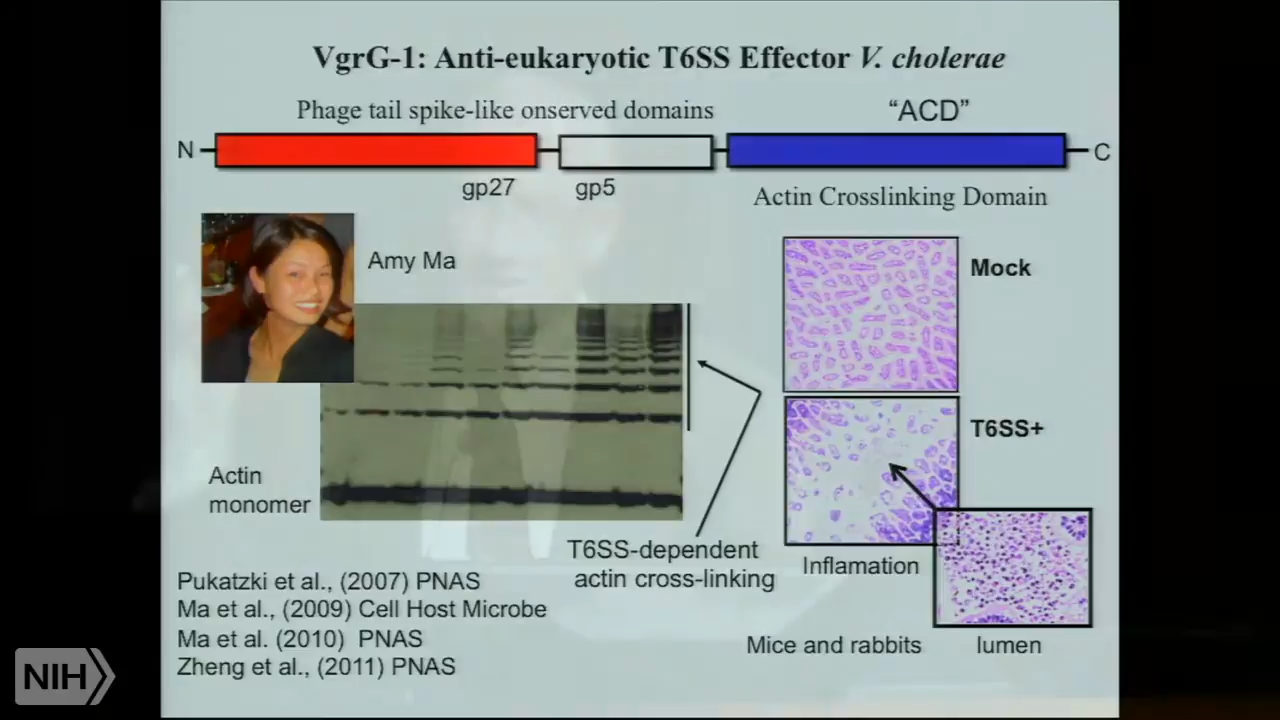 VgrG-1: Anti-eukaryotic T6SS Effector V. cholerae
Phage tail spike-like onserved domains
“ACD”
N
C
gp27
gp5
Actin Crosslinking Domain
Amy Ma
Mock
T6SS+
Actin
monomer
T6SS-dependent
actin cross-linking
Inflamation
Mice and rabbits
lumen
Pukatzki et al., (2007) PNAS
Ma et al., (2009) Cell Host Microbe
Ma et al. (2010) PNAS
Zheng et al., (2011) PNAS
NIH